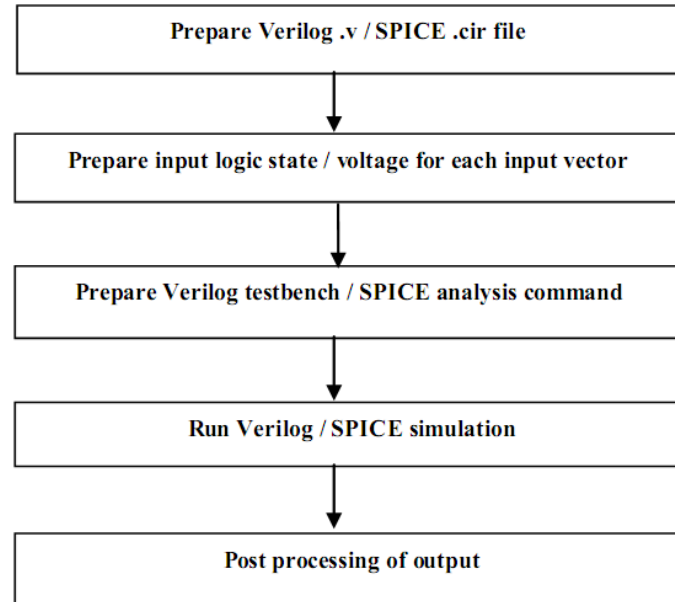 Prepare Verilog .v / SPICE .cir file
Prepare input logic state / voltage for each input vector
Prepare Verilog testbench / SPICE analysis command
Run Verilog / SPICE simulation
Post processing of output